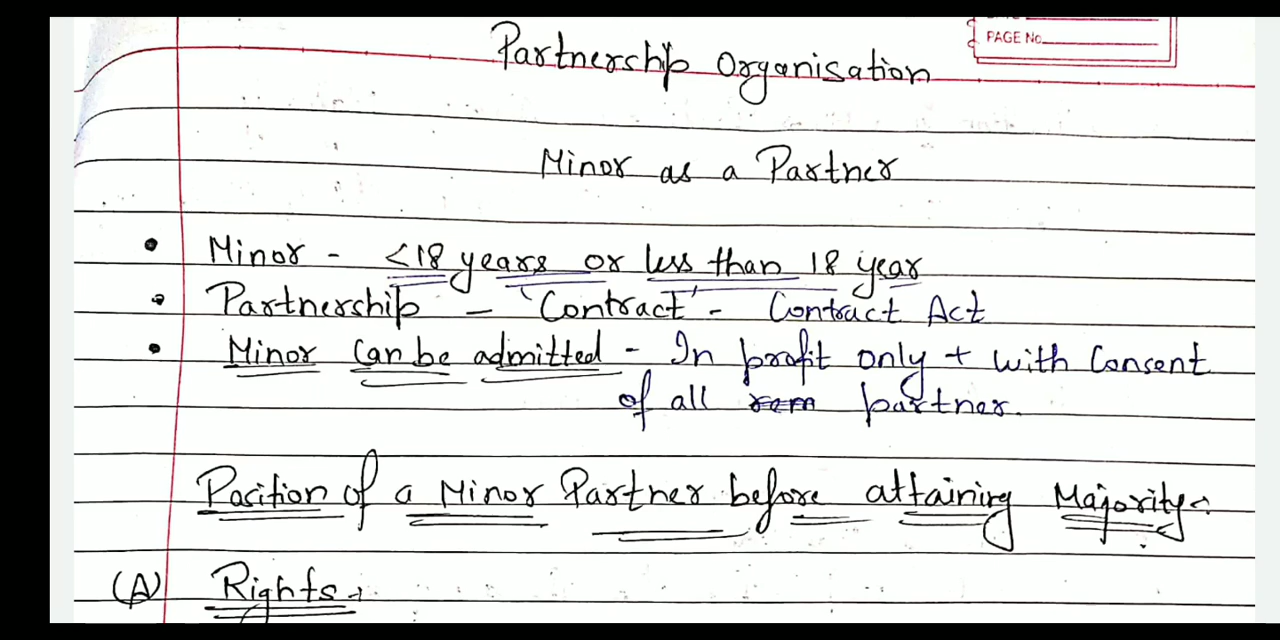 PAGE No.
Partnership Organisation
Minor as a Partner
• Minor - <18 years or less than 18 year
• Partnership - 'Contract' - Contract Act
• Minor Can be admitted - In profit only + with Consent
of all rem partner.
Position of a Minor Partner before attaining Majority:
(A) Rights: